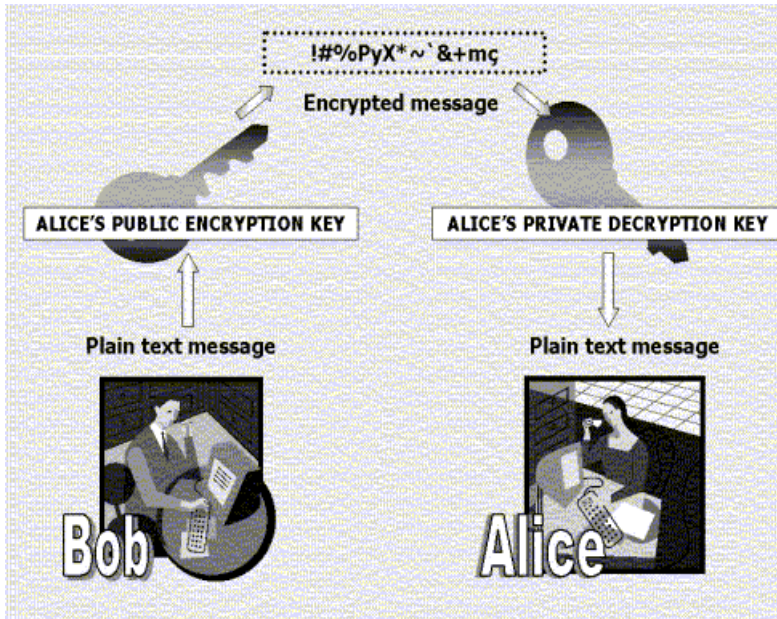 !#%PyX*~`&+mç
Encrypted message
ALICE'S PUBLIC ENCRYPTION KEY
ALICE'S PRIVATE DECRYPTION KEY
Plain text message
Plain text message
Bob
Alice